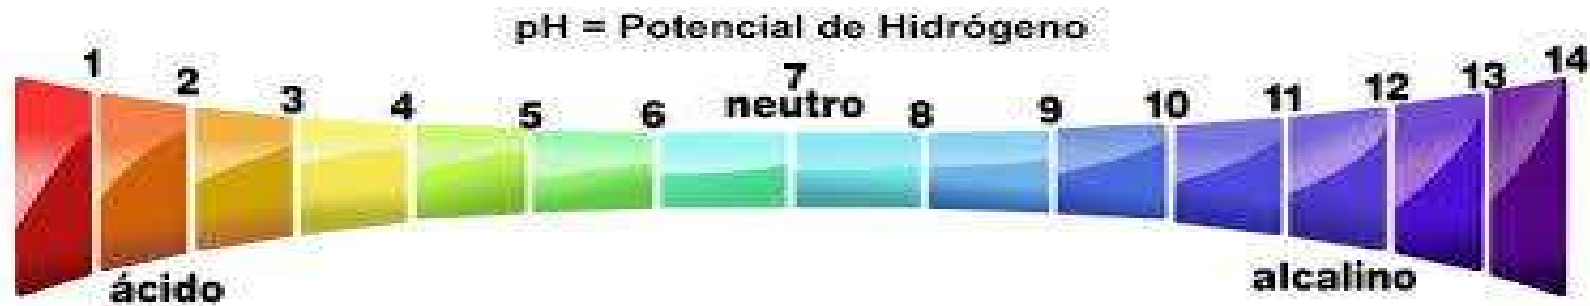 pH = Potencial de Hidrógeno
1 2 3 4 5 6 7 8 9 10 11 12 13 14
neutro
ácido alcalino